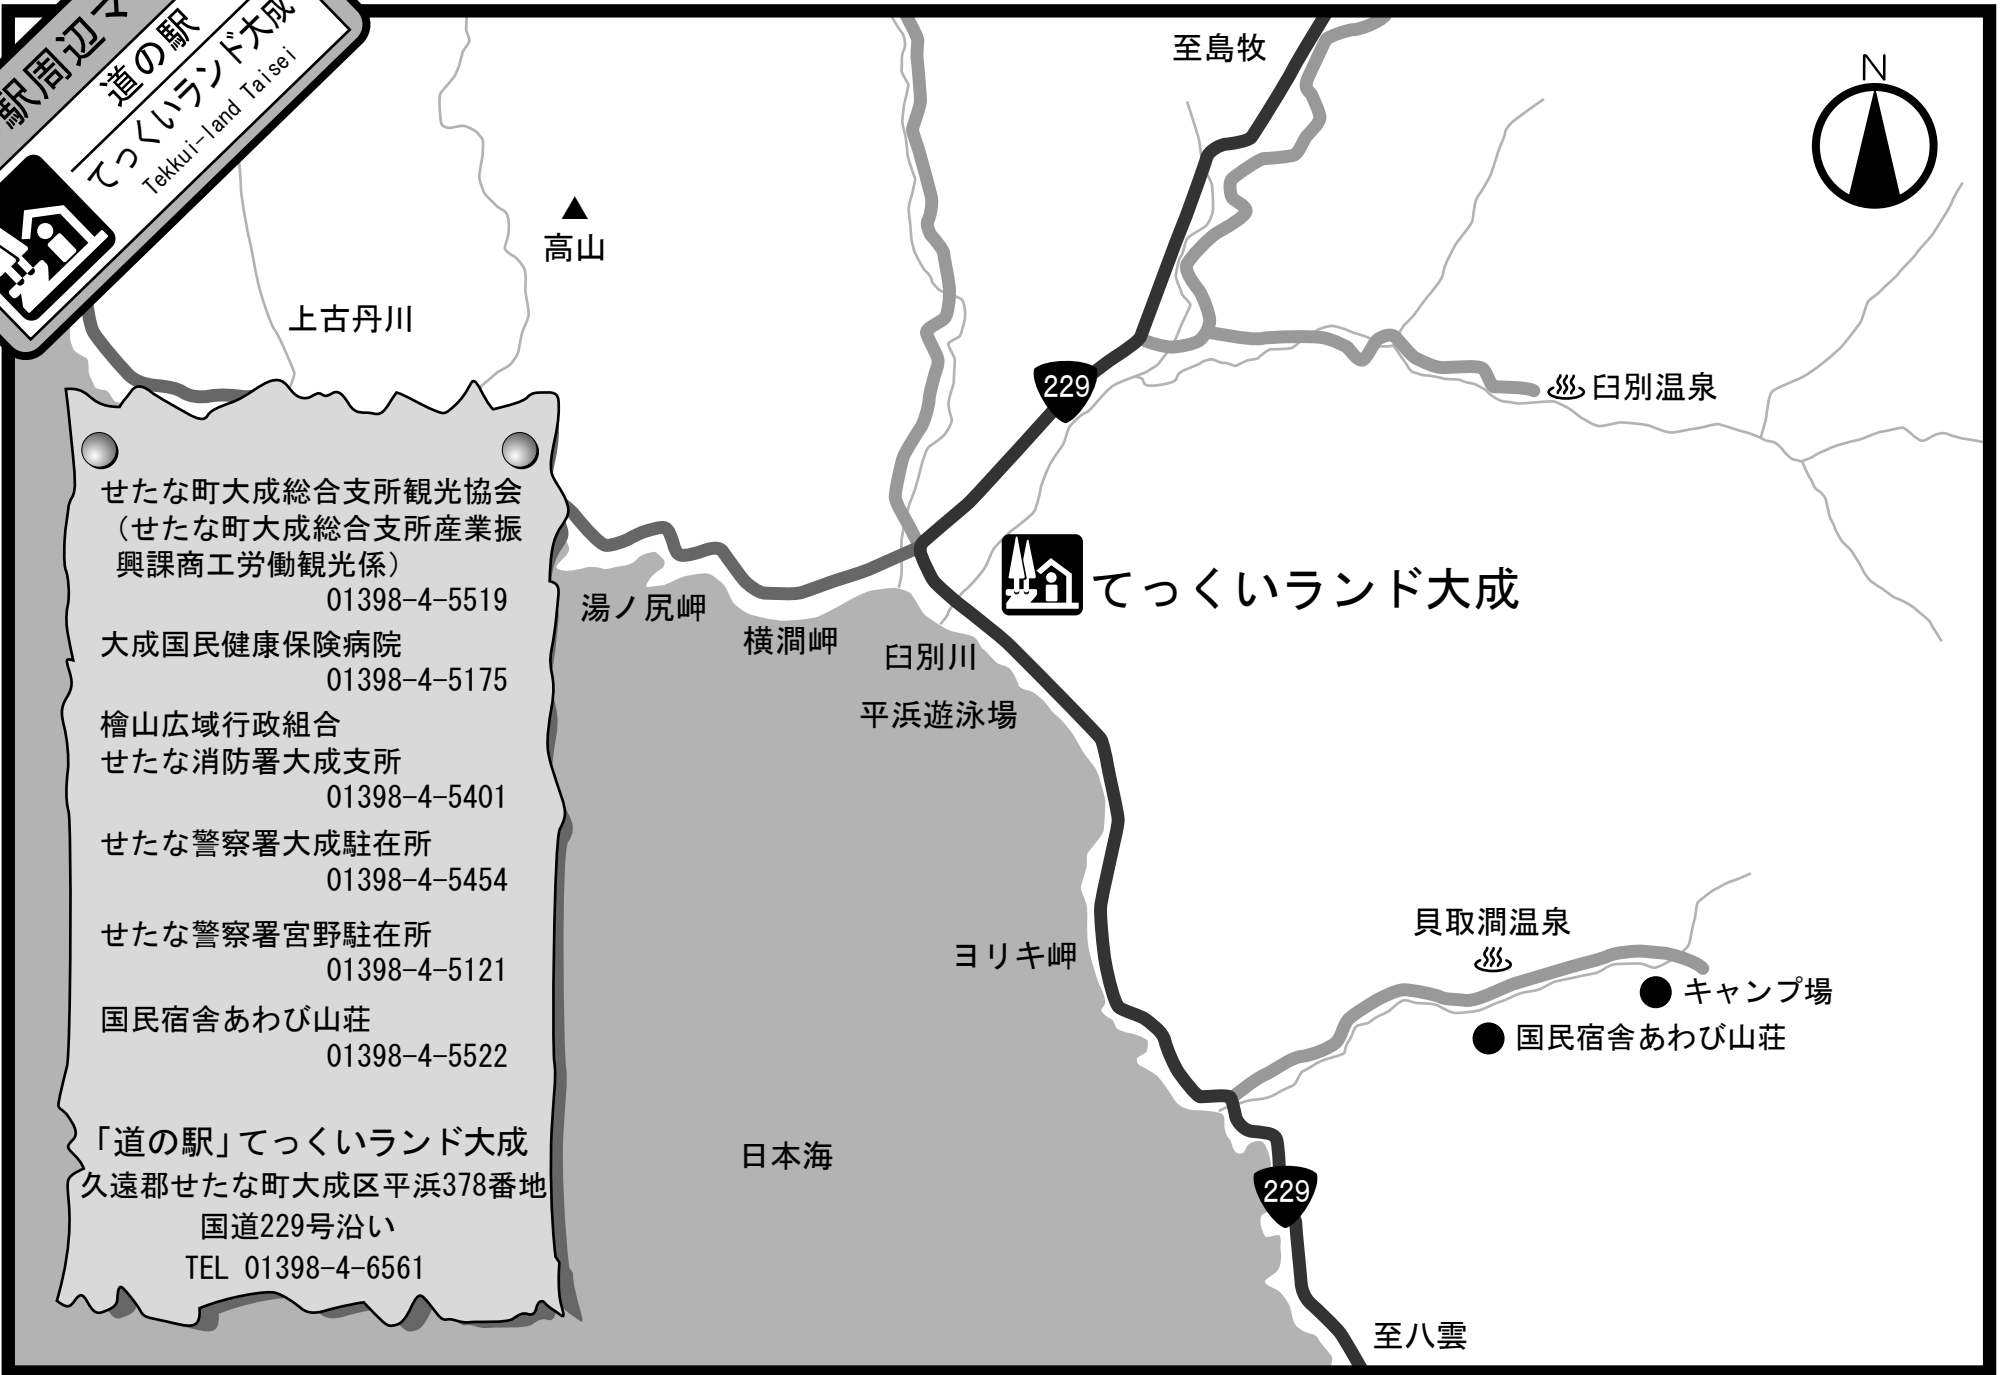 駅周辺マ
道の駅
てっくいランド大成
Tekkui-land Taisei
至島牧
N
高山
上古丹川
229
臼別温泉
てっくいランド大成
湯ノ尻岬
横澗岬
臼別川
平浜遊泳場
ヨリキ岬
貝取澗温泉
キャンプ場
国民宿舎あわび山荘
日本海
229
至八雲
せたな町大成総合支所観光協会
（せたな町大成総合支所産業振
興課商工労働観光係）
01398-4-5519
大成国民健康保険病院
01398-4-5175
檜山広域行政組合
せたな消防署大成支所
01398-4-5401
せたな警察署大成駐在所
01398-4-5454
せたな警察署宮野駐在所
01398-4-5121
国民宿舎あわび山荘
01398-4-5522
「道の駅」てっくいランド大成
久遠郡せたな町大成区平浜378番地
国道229号沿い
TEL 01398-4-6561